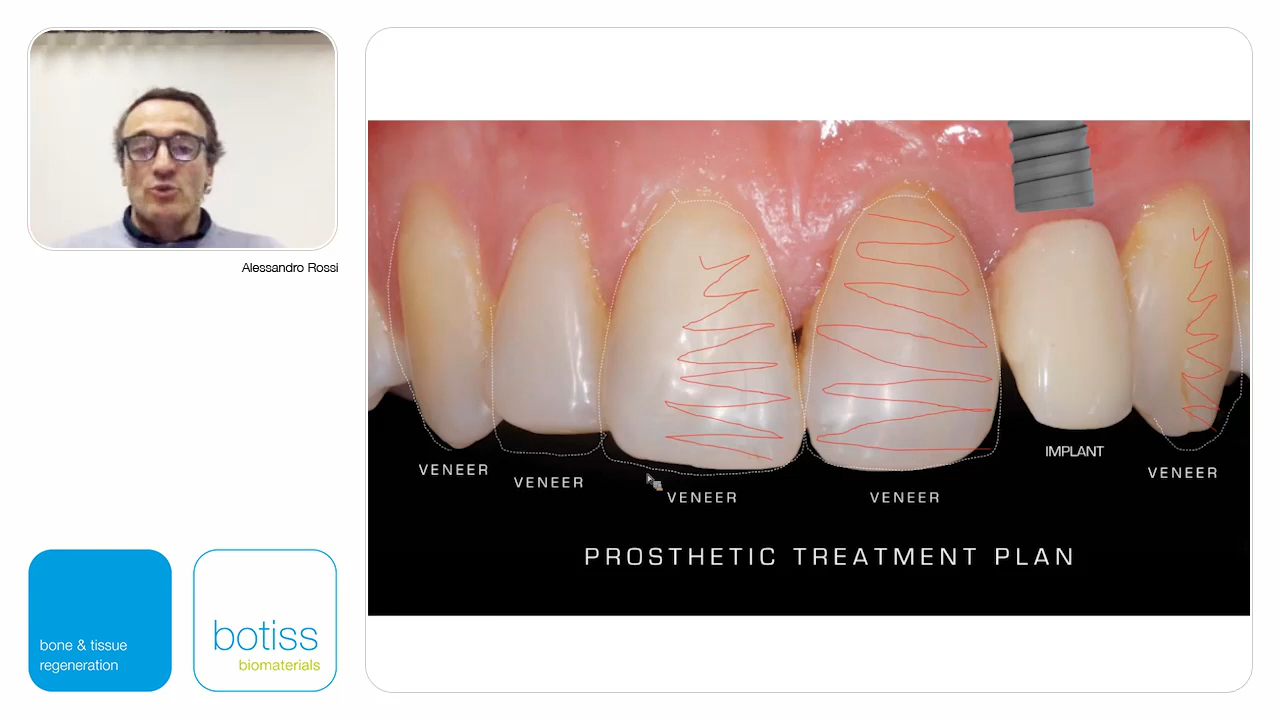 Alessandro Rossi
bone & tissue
regeneration
botiss
biomaterials
VENEER
VENEER
VENEER
VENEER
IMPLANT
VENEER
PROSTHETIC TREATMENT PLAN